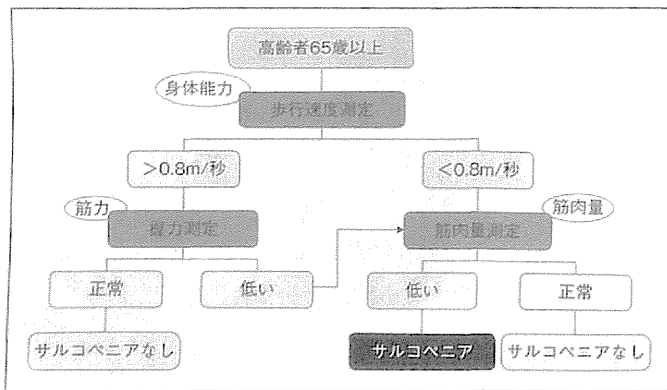 高齢者65歳以上
身体能力
歩行速度測定
>0.8m/秒
<0.8m/秒
筋力
筋肉量
握力測定
筋肉量測定
正常
低い
低い
正常
サルコペニアなし
サルコペニア
サルコペニアなし